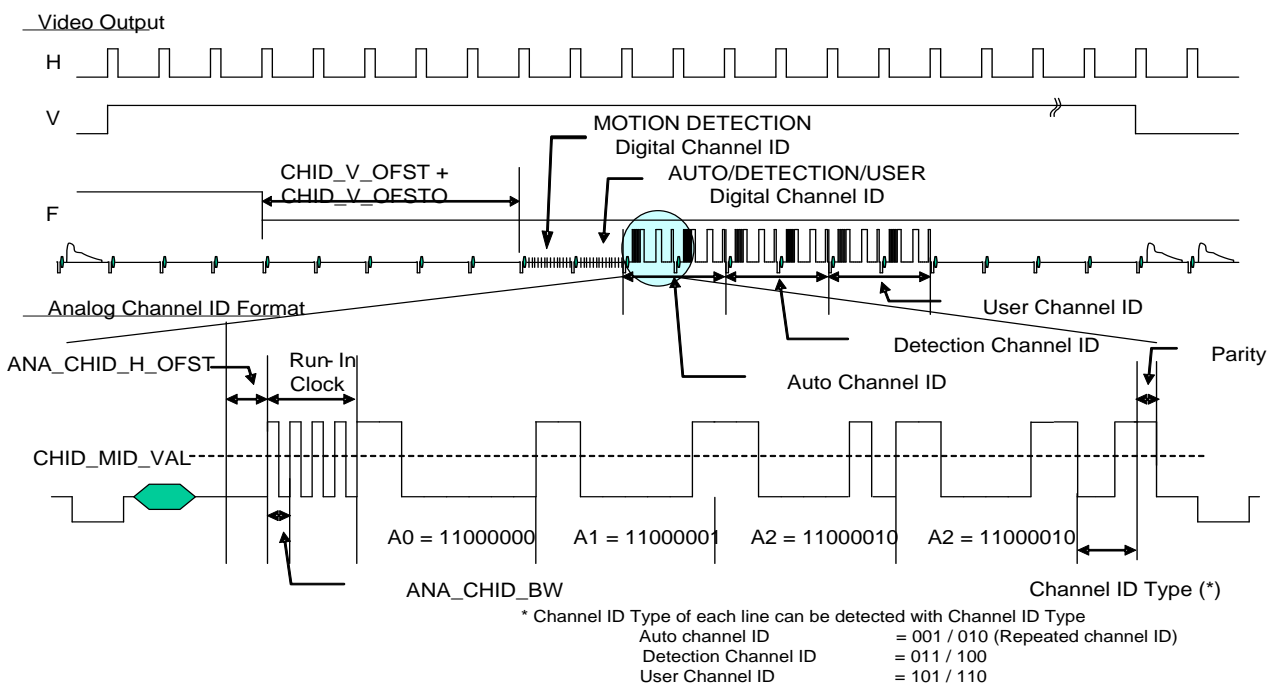 Video Output
H
V
MOTION DETECTION
Digital Channel ID
CHID_V_OFST +
CHID_V_OFSTO
AUTO/DETECTION/USER
Digital Channel ID
F
User Channel ID
Analog Channel ID Format
Detection Channel ID
Parity
ANA_CHID_H_OFST
Run-In
Clock
Auto Channel ID
CHID_MID_VAL
A0 = 11000000
A1 = 11000001
A2 = 11000010
A2 = 11000010
ANA_CHID_BW
Channel ID Type (*)
* Channel ID Type of each line can be detected with Channel ID Type
Auto channel ID = 001 / 010 (Repeated channel ID)
Detection Channel ID = 011 / 100
User Channel ID = 101 / 110